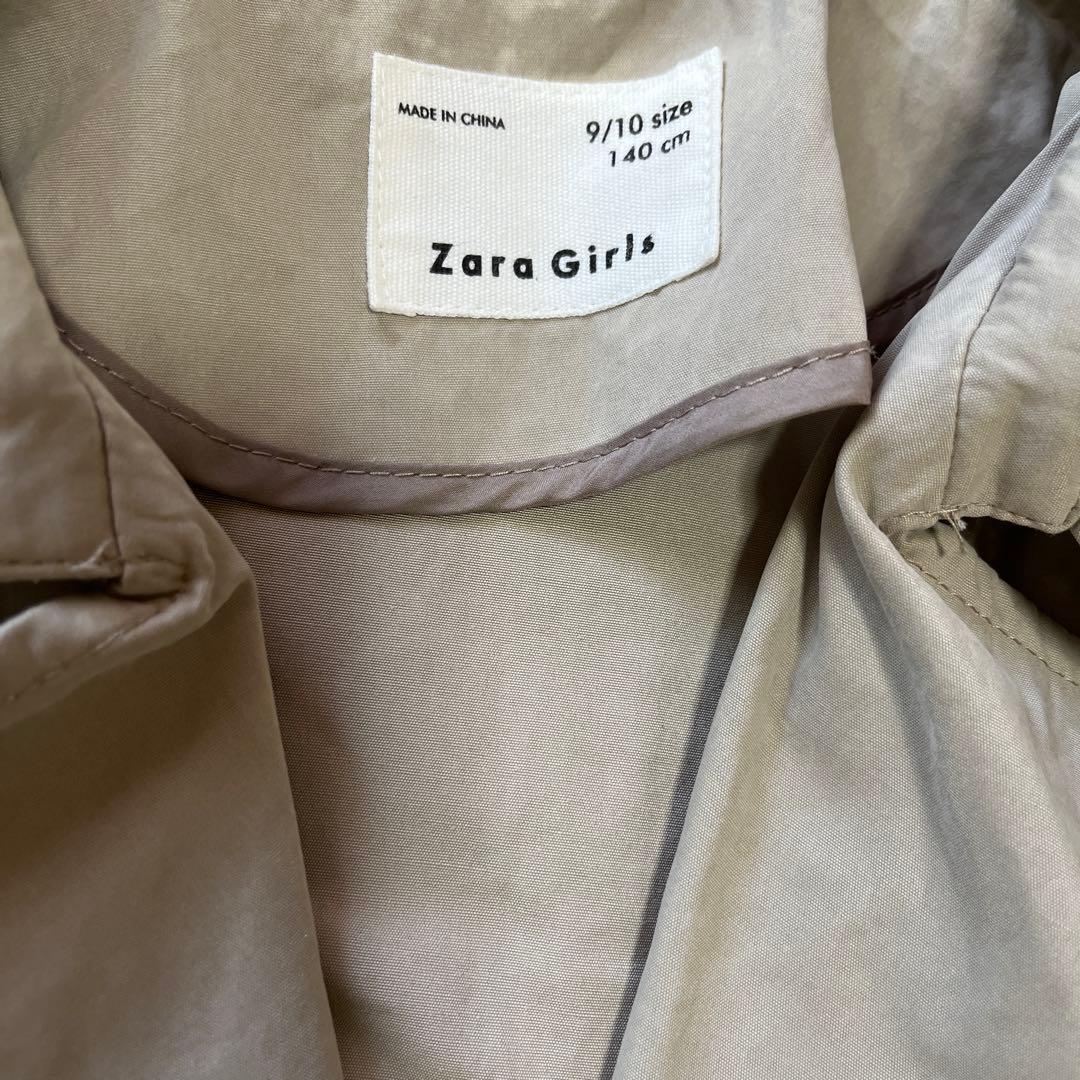 MADE IN CHINA
9/10 size
140 cm
Zara Girls